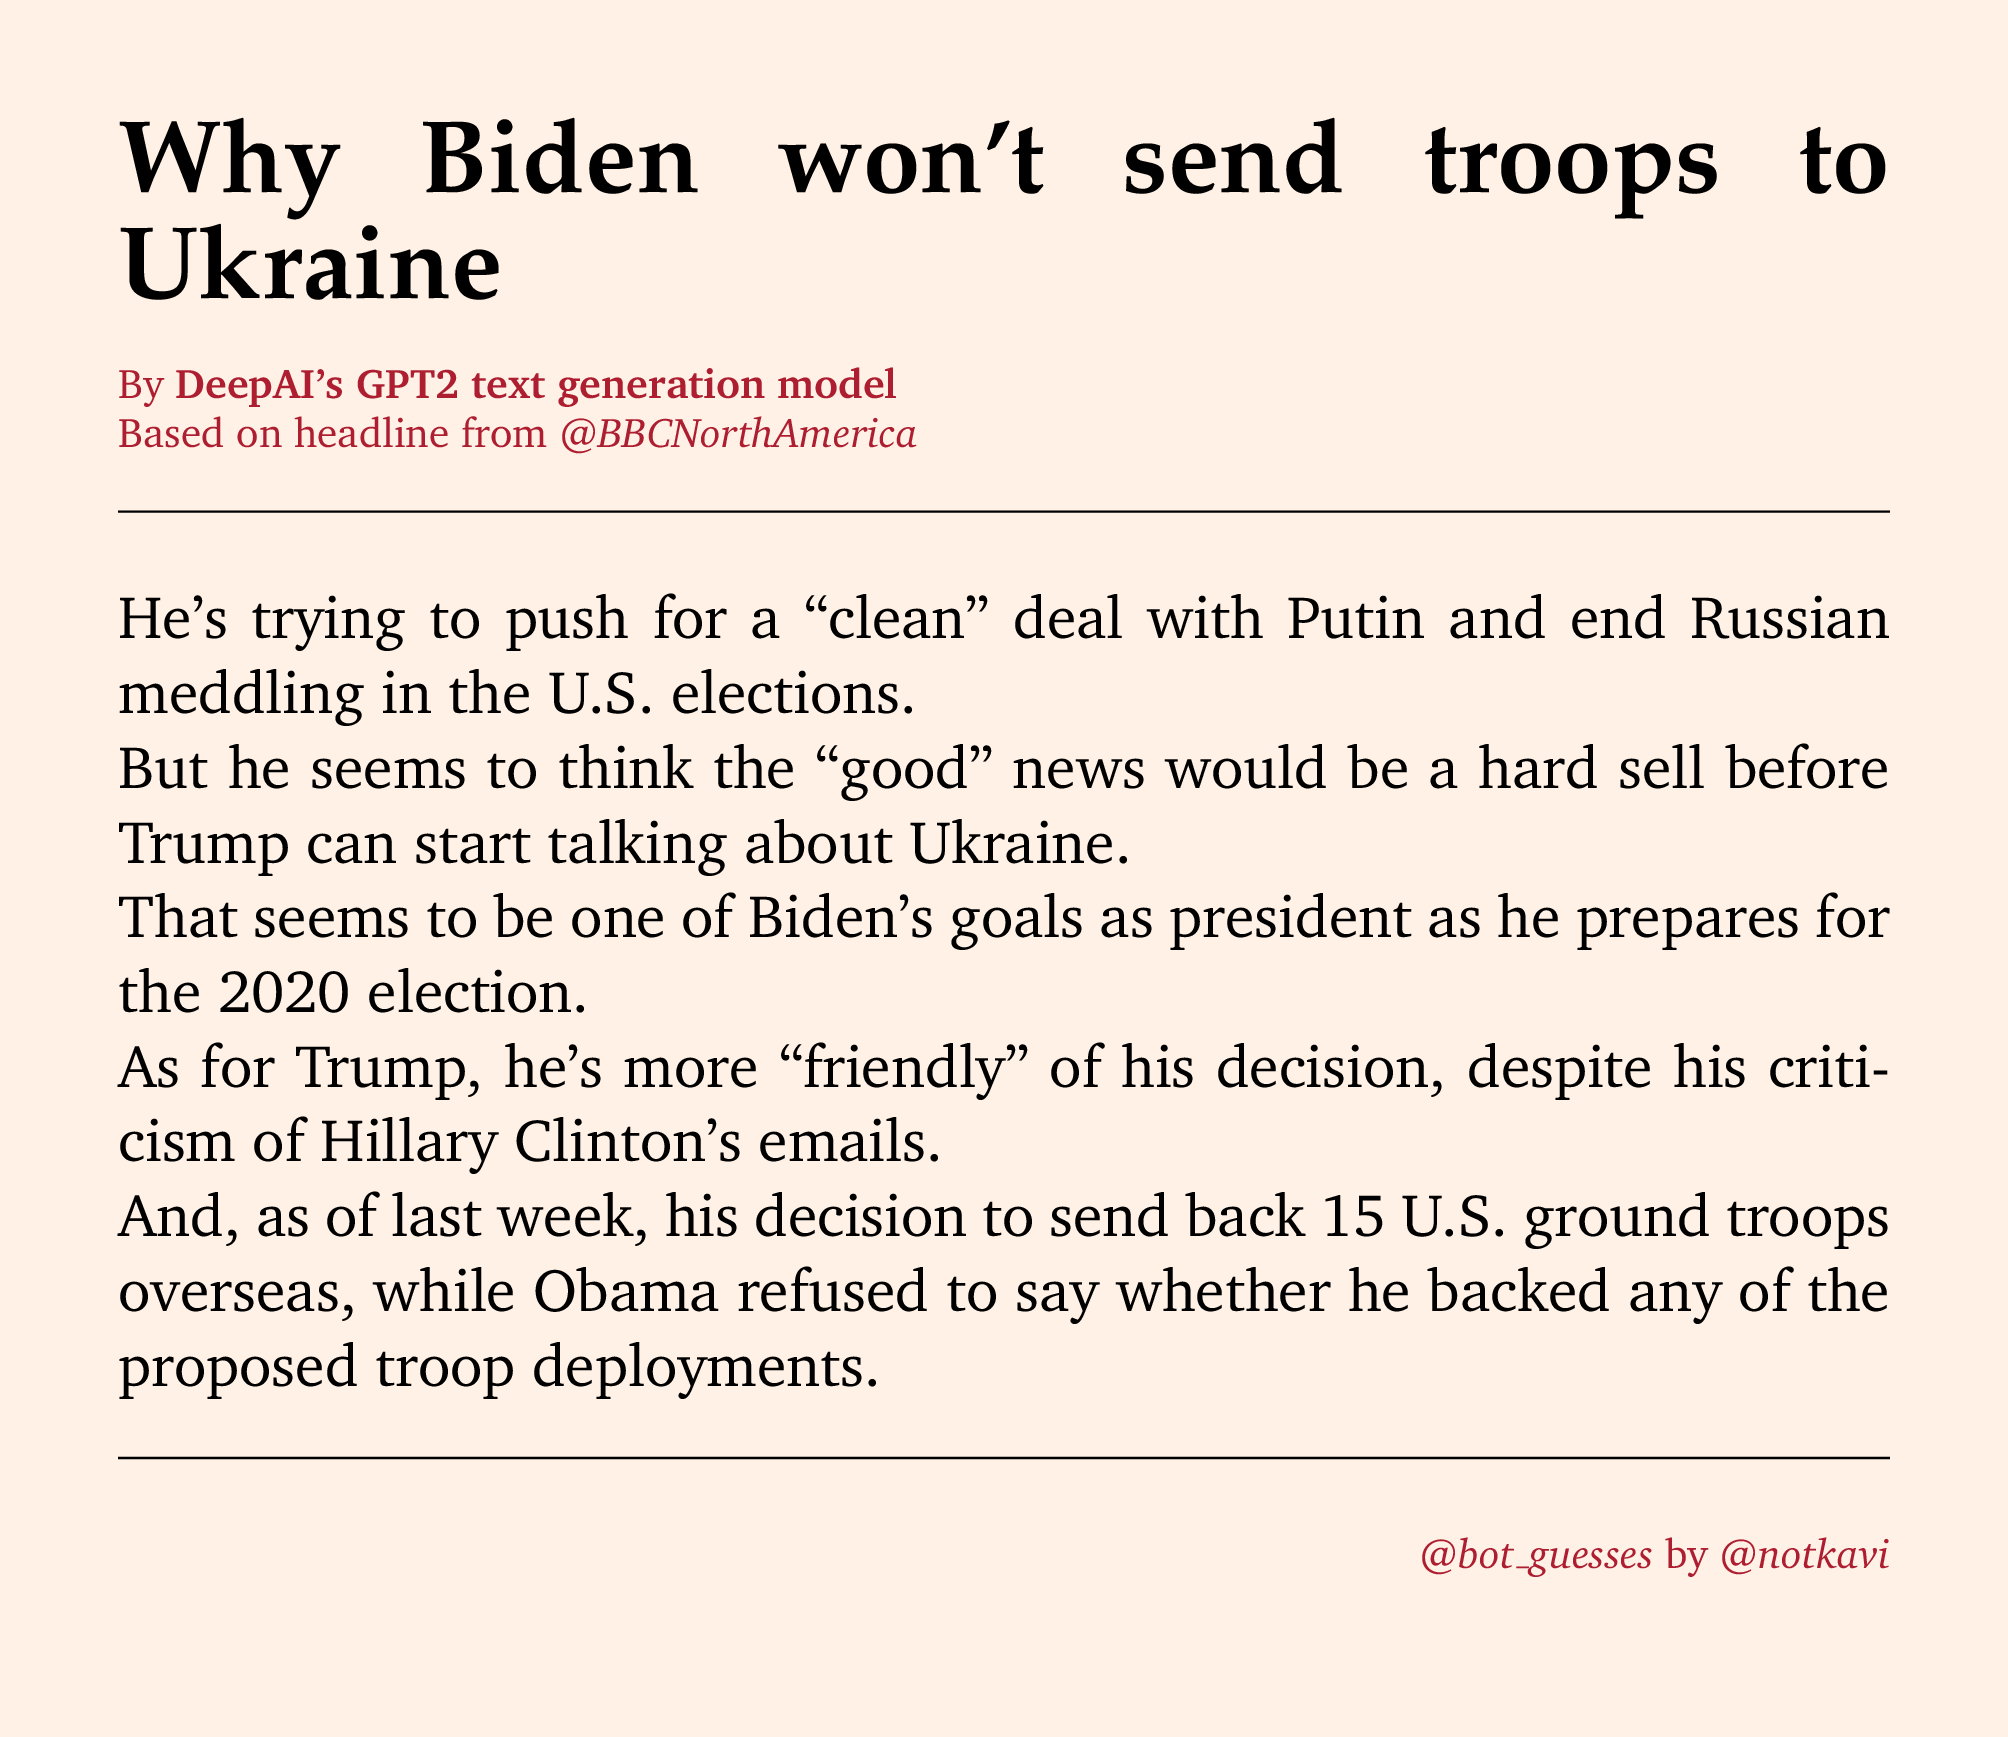 Why Biden won’t send troops to
Ukraine
By DeepAI’s GPT2 text generation model
Based on headline from @BBCNorthAmerica
He’s trying to push for a “clean” deal with Putin and end Russian
meddling in the U.S. elections.
But he seems to think the “good” news would be a hard sell before
Trump can start talking about Ukraine.
That seems to be one of Biden’s goals as president as he prepares for
the 2020 election.
As for Trump, he’s more “friendly” of his decision, despite his criti-
cism of Hillary Clinton’s emails.
And, as of last week, his decision to send back 15 U.S. ground troops
overseas, while Obama refused to say whether he backed any of the
proposed troop deployments.
@bot_guesses by @notkavi